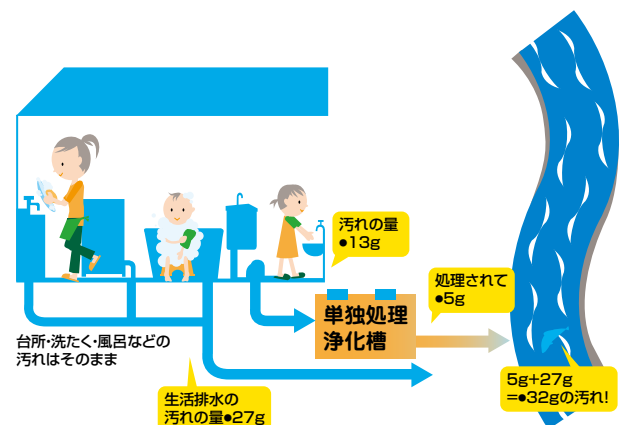 汚れの量
●13g
処理されて
●5g
単独処理
浄化槽
台所・洗たく・風呂などの
汚れはそのまま
生活排水の
汚れの量●27g
5g+27g
=●32gの汚れ!